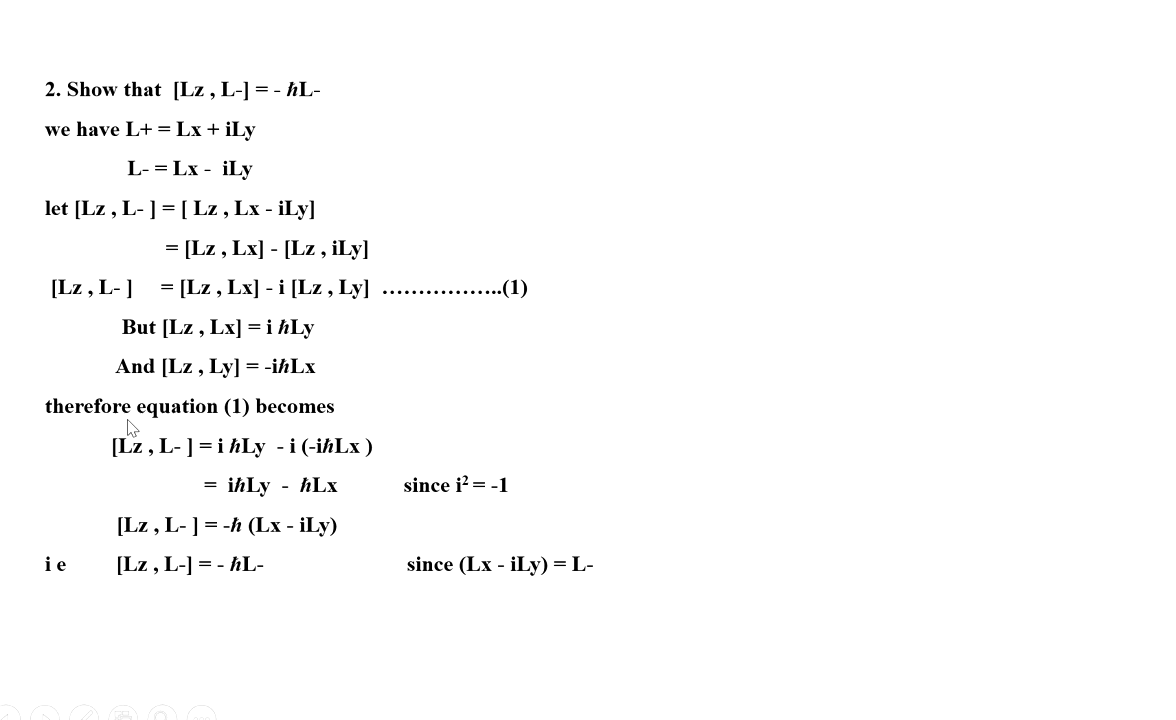 2. Show that [Lz , L-] = - ℏL-
we have L+ = Lx + iLy
L- = Lx - iLy
let [Lz , L- ] = [ Lz , Lx - iLy]
= [Lz , Lx] - [Lz , iLy]
[Lz , L- ] = [Lz , Lx] - i [Lz , Ly] ……………..(1)
But [Lz , Lx] = i ℏLy
And [Lz , Ly] = -iℏLx
therefore equation (1) becomes
[Lz , L- ] = i ℏLy - i (-iℏLx )
= iℏLy - ℏLx since i² = -1
[Lz , L- ] = -ℏ (Lx - iLy)
i e [Lz , L-] = - ℏL- since (Lx - iLy) = L-